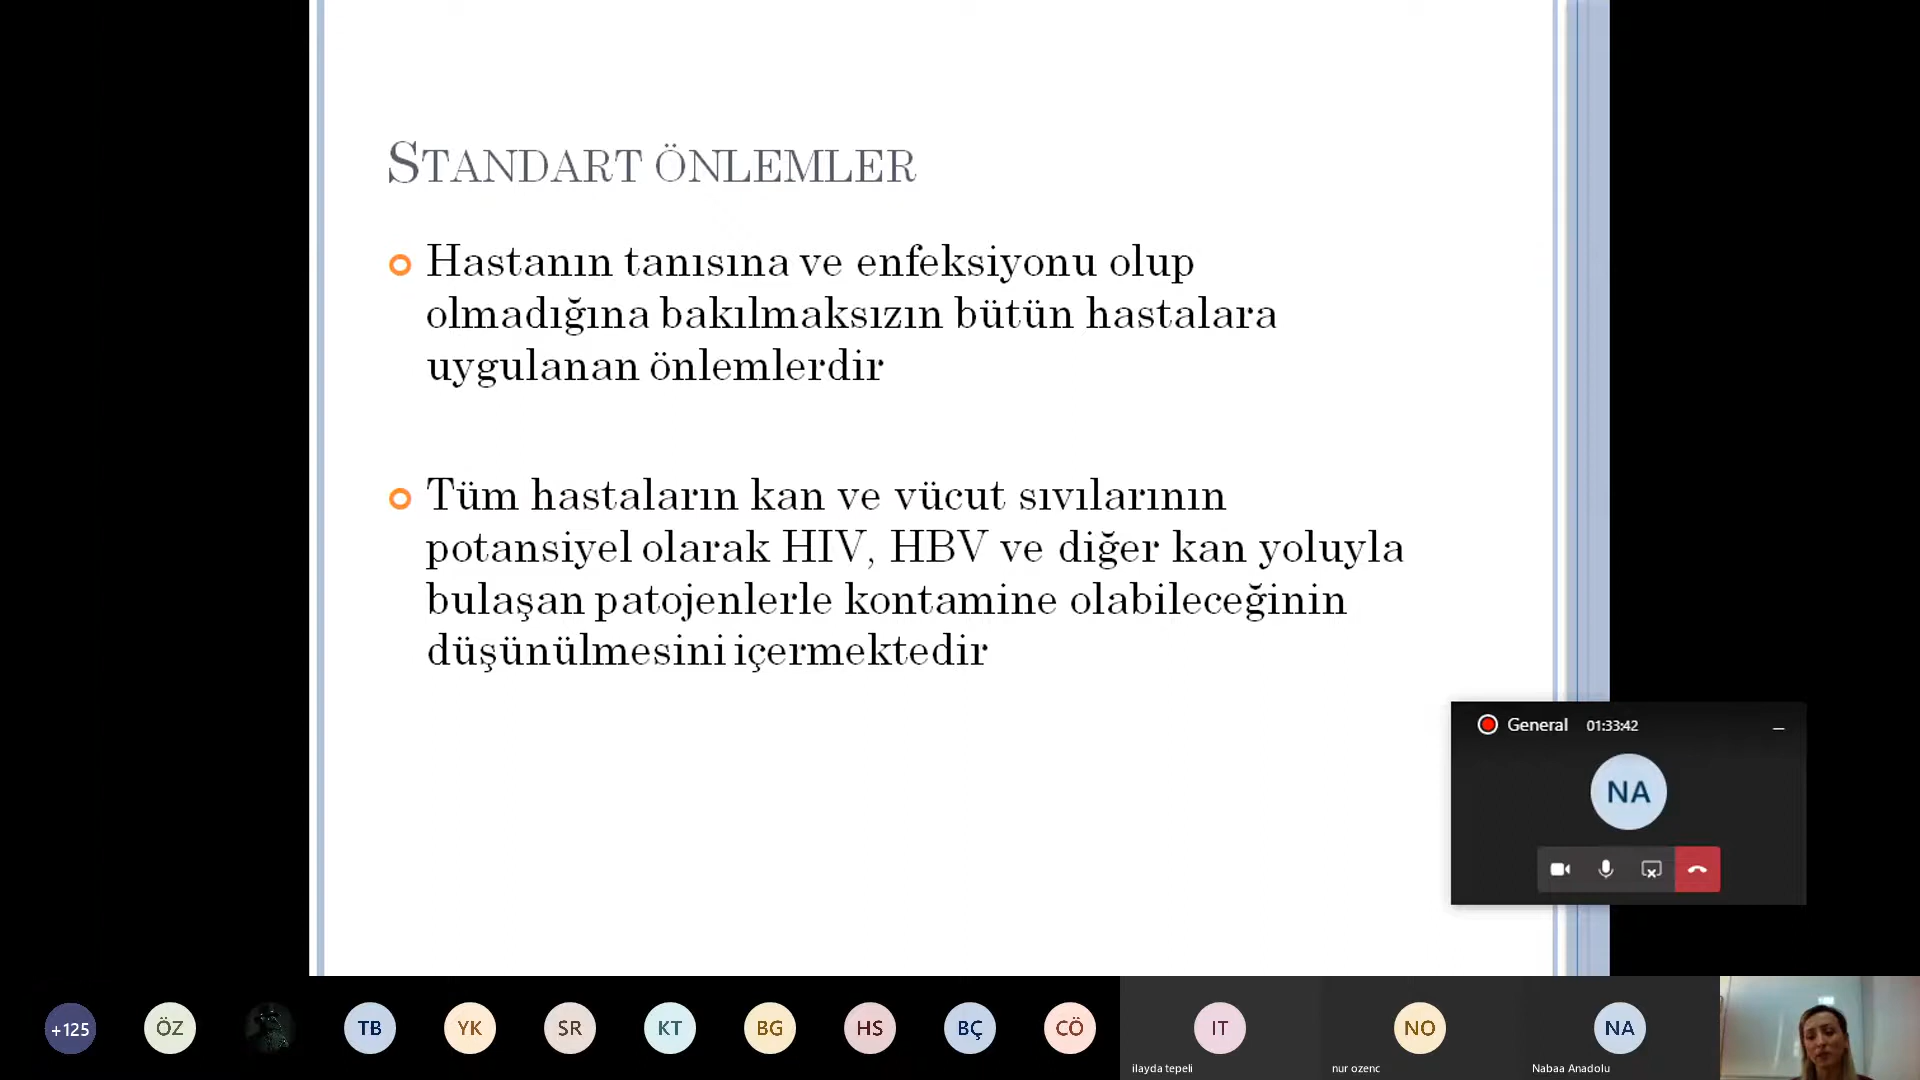 STANDART ÖNLEMLER
Hastanın tanısına ve enfeksiyonu olup
olmadığına bakılmaksızın bütün hastalara
uygulanan önlemlerdir
Tüm hastaların kan ve vücut sıvılarının
potansiyel olarak HIV, HBV ve diğer kan yoluyla
bulaşan patojenlerle kontamine olabileceğinin
düşünülmesini içermektedir
General 01:33:42
NA
+125 ÖZ TB YK SR KT BG HS BÇ CÖ IT NO NA
ilayda tepeli nur ozenc Nabaa Anadolu